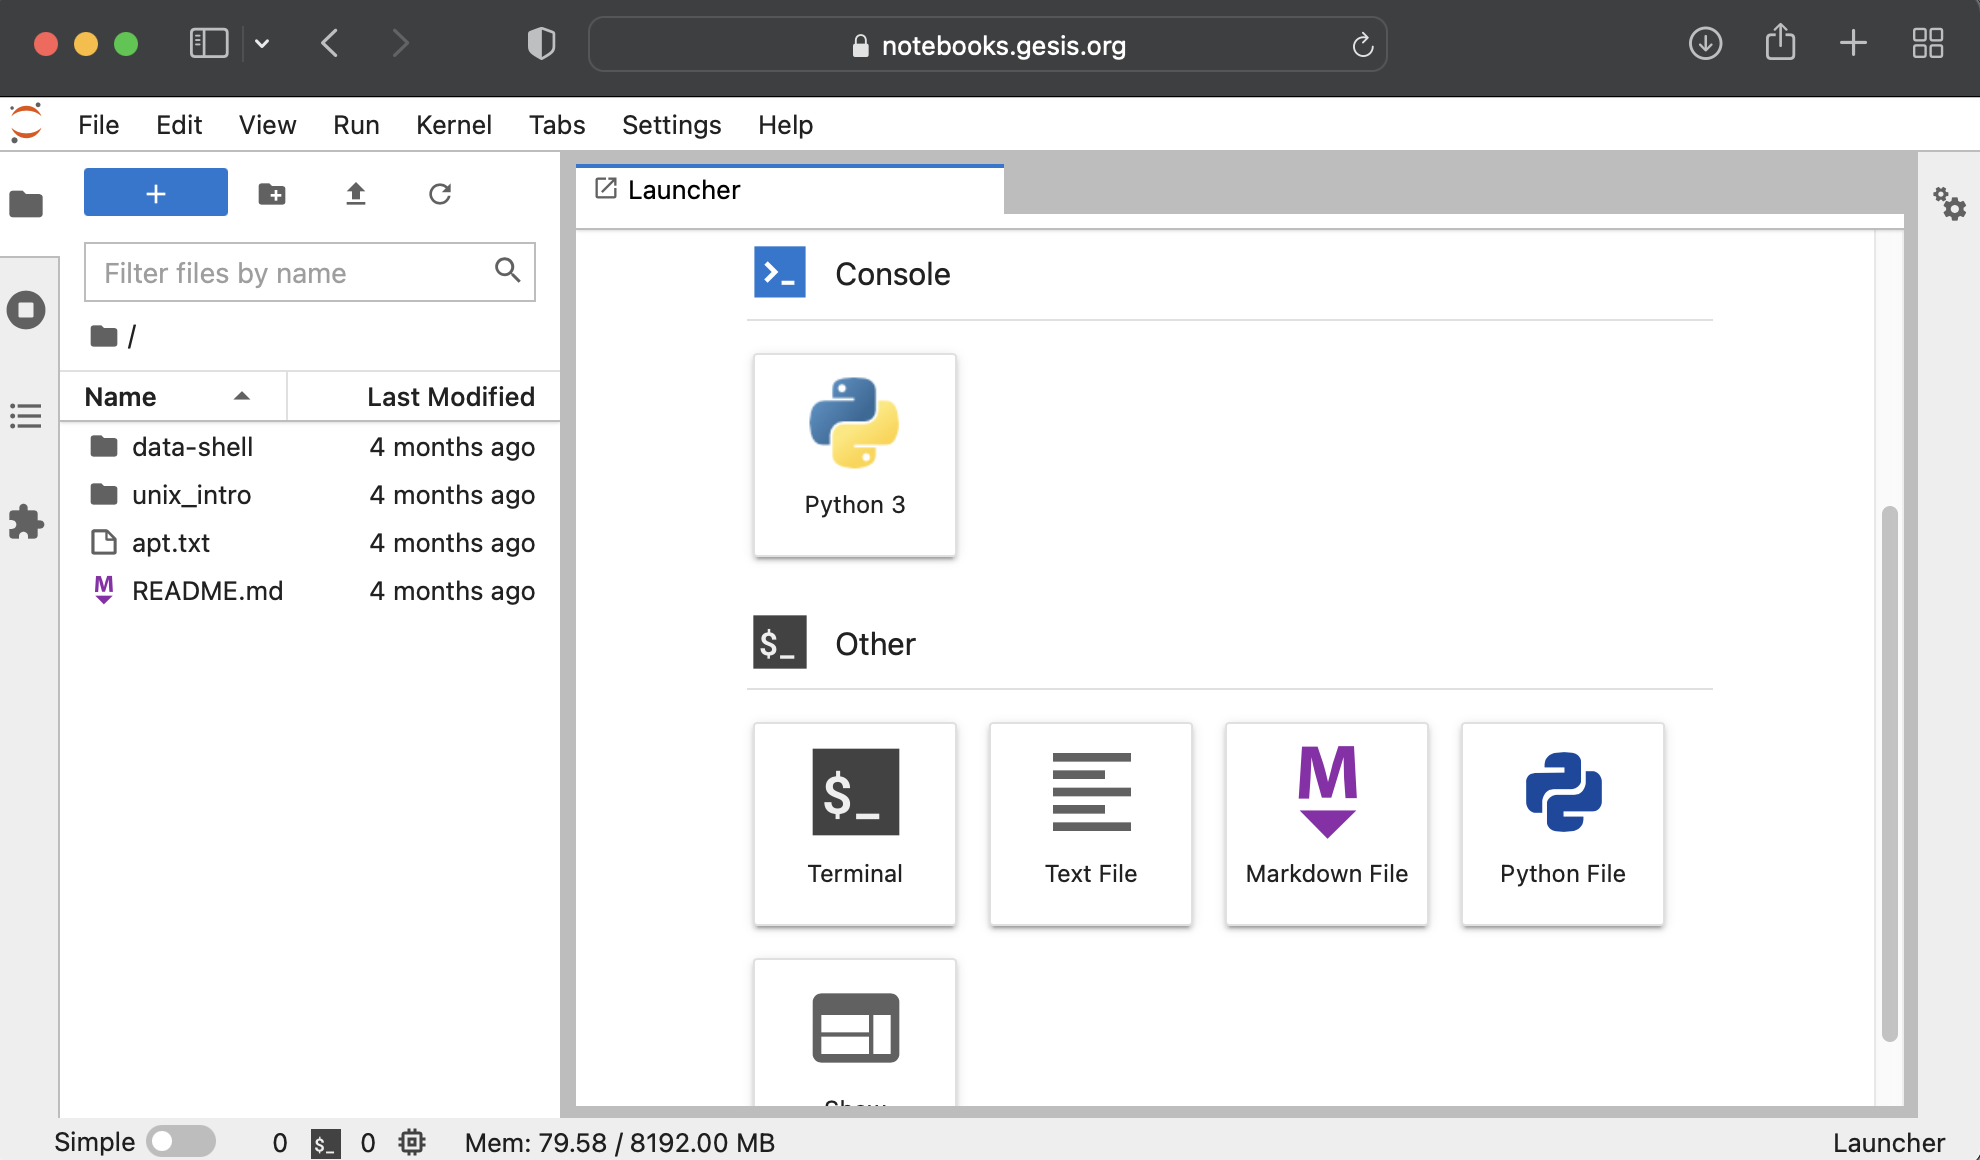 notebooks.gesis.org
File Edit View Run Kernel Tabs Settings Help
+
Filter files by name
/
Name Last Modified
data-shell 4 months ago
unix_intro 4 months ago
apt.txt 4 months ago
M README.md 4 months ago
Launcher
>_ Console
Python 3
$_ Other
$_
Terminal
Text File
M
Markdown File
Python File
Simple 0 $_ 0 Mem: 79.58 / 8192.00 MB Launcher